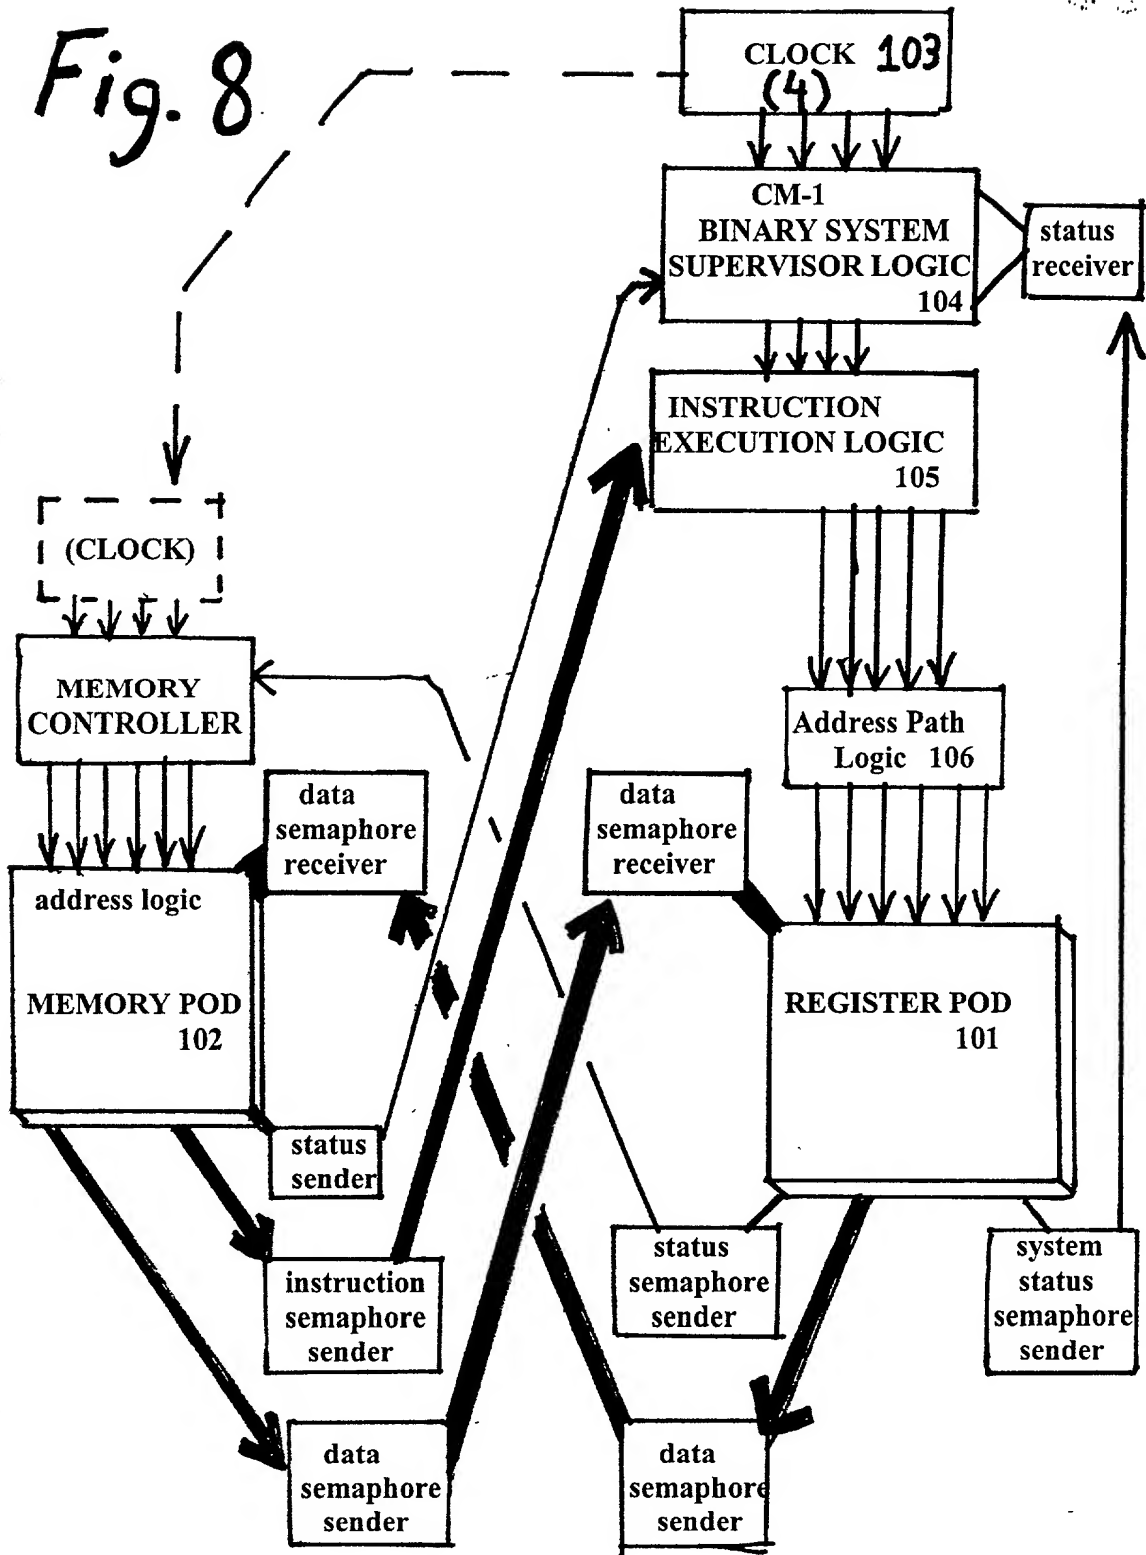 Fig. 8
CLOCK 103
(4)
CM-1
BINARY SYSTEM
SUPERVISOR LOGIC
104
status
receiver
INSTRUCTION
EXECUTION LOGIC
105
(CLOCK)
MEMORY
CONTROLLER
Address Path
Logic 106
data
semaphore
receiver
data
semaphore
receiver
address logic
MEMORY POD
102
REGISTER POD
101
status
sender
instruction
semaphore
sender
status
semaphore
sender
system
status
semaphore
sender
data
semaphore
sender
data
semaphore
sender